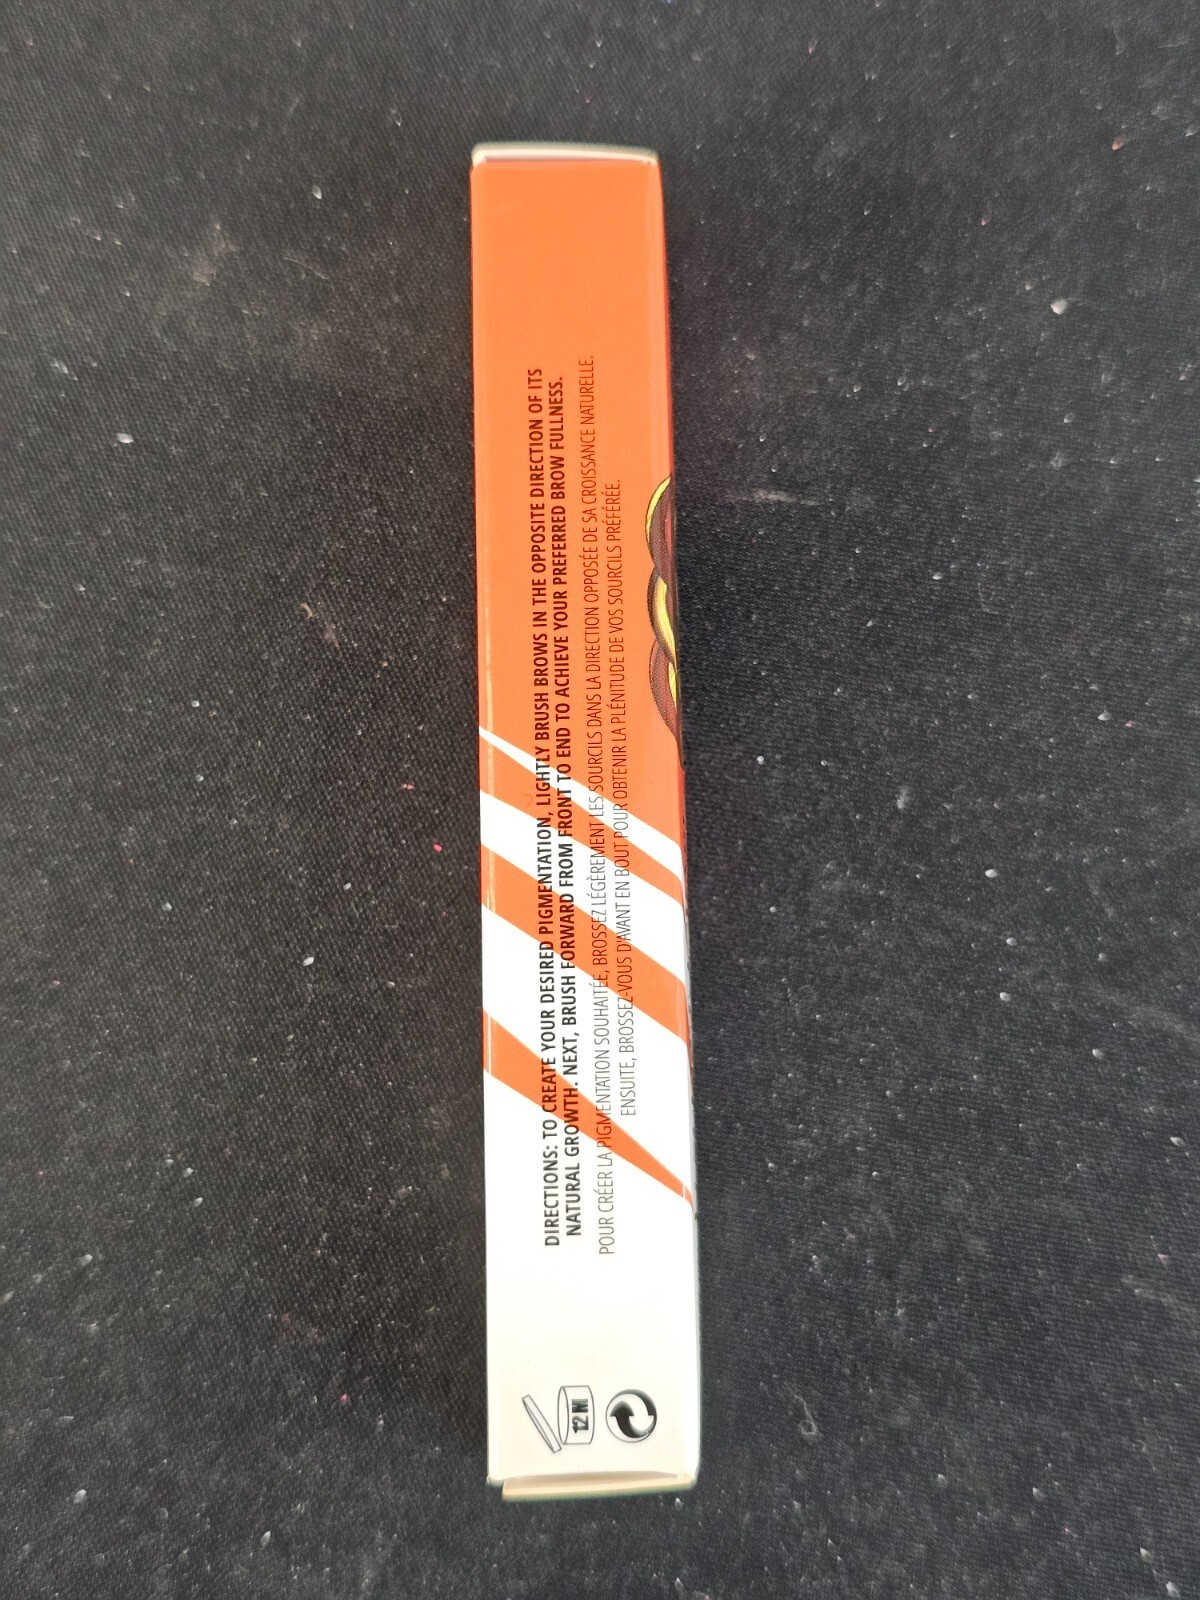 DIRECTIONS: TO CREATE YOUR DESIRED PIGMENTATION, LIGHTLY BRUSH BROWS IN THE OPPOSITE DIRECTION OF ITS
NATURAL GROWTH. NEXT, BRUSH FORWARD FROM FRONT TO END TO ACHIEVE YOUR PREFERRED BROW FULLNESS.
POUR CRÉER LA PIGMENTATION SOUHAITÉE, BROSSEZ LÉGÈREMENT LES SOURCILS DANS LA DIRECTION OPPOSÉE DE SA CROISSANCE NATURELLE.
ENSUITE, BROSSEZ-VOUS D'AVANT EN BOUT POUR OBTENIR LA PLÉNITUDE DE VOS SOURCILS PRÉFÉRÉE.
12 M